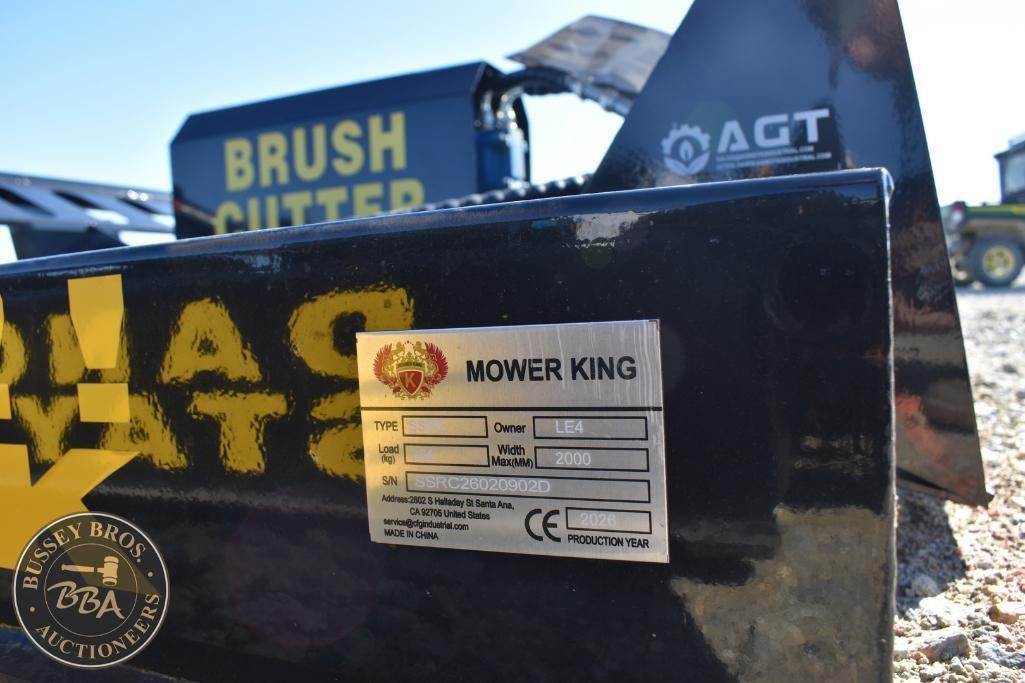 BRUSH
CUTTER
AGT
MOWER KING
K
TYPE
Owner LE4
Load (kg)
Width Max(MM) 2000
S/N SSRC26020902D
Address:2602 S Halladay St Santa Ana,
CA 92705 United States
service@cfgindustrial.com
MADE IN CHINA
CE 2026
PRODUCTION YEAR
BUSSEY BROS.
BBA
AUCTIONEERS